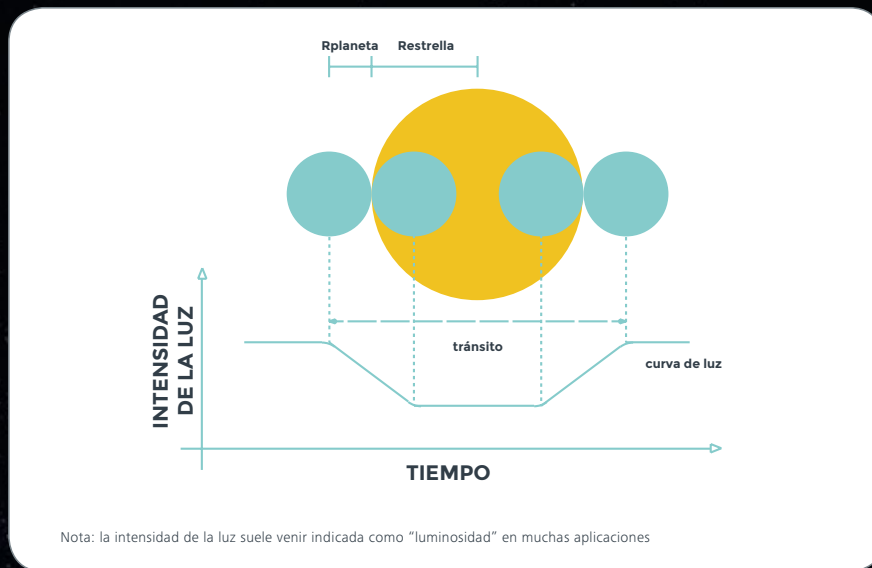 Rplaneta Restrella
INTENSIDAD
DE LA LUZ
tránsito
curva de luz
TIEMPO
Nota: la intensidad de la luz suele venir indicada como “luminosidad” en muchas aplicaciones